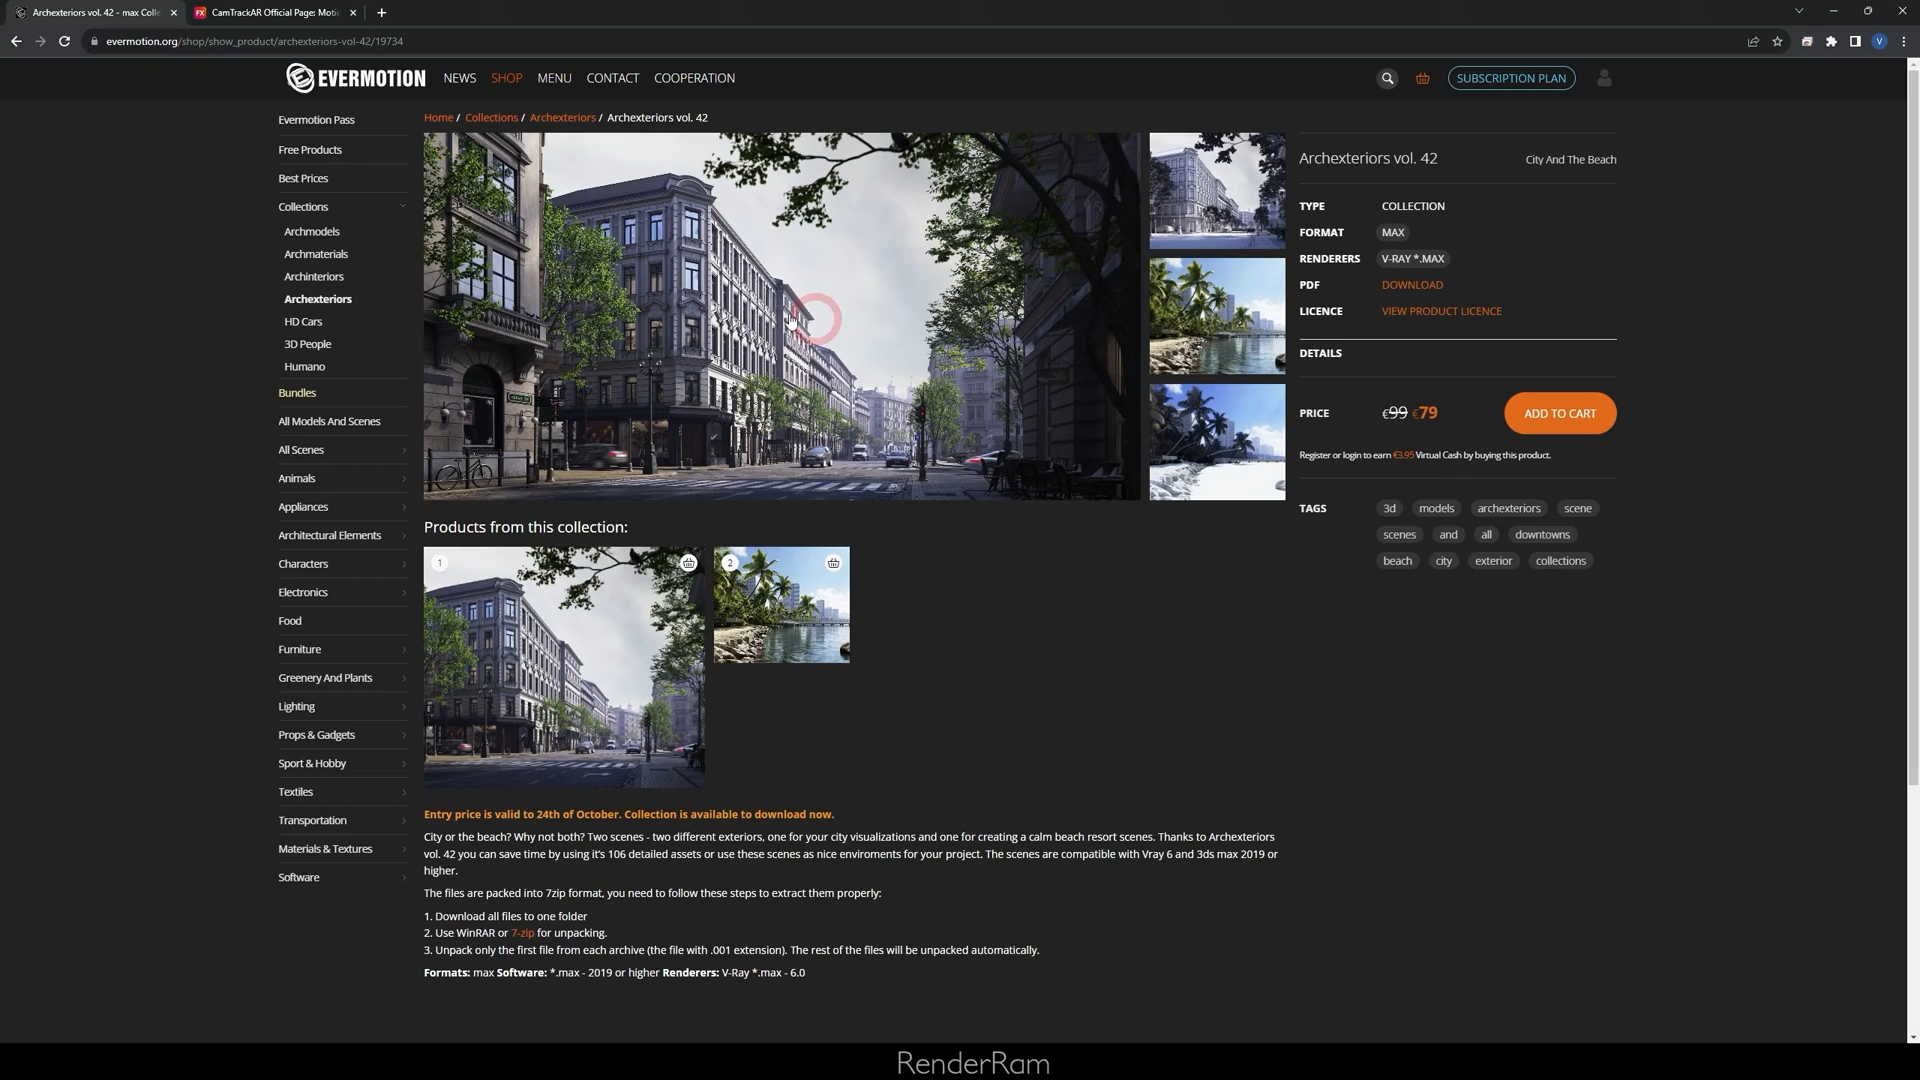 Archexteriors vol. 42 - max Colle
CamTrackAR Official Page: Motio
evermotion.org/shop/show_product/archexteriors-vol-42/19734
V
EVERMOTION
NEWS
SHOP
MENU
CONTACT
COOPERATION
SUBSCRIPTION PLAN
Evermotion Pass
Free Products
Best Prices
Collections
Archmodels
Archmaterials
Archinteriors
Archexteriors
HD Cars
3D People
Humano
Bundles
All Models And Scenes
All Scenes
Animals
Appliances
Architectural Elements
Characters
Electronics
Food
Furniture
Greenery And Plants
Lighting
Props & Gadgets
Sport & Hobby
Textiles
Transportation
Materials & Textures
Software
Home / Collections / Archexteriors / Archexteriors vol. 42
Products from this collection:
1
2
Entry price is valid to 24th of October. Collection is available to download now.
City or the beach? Why not both? Two scenes - two different exteriors, one for your city visualizations and one for creating a calm beach resort scenes. Thanks to Archexteriors
vol. 42 you can save time by using it's 106 detailed assets or use these scenes as nice enviroments for your project. The scenes are compatible with Vray 6 and 3ds max 2019 or
higher.
The files are packed into 7zip format, you need to follow these steps to extract them properly:
1. Download all files to one folder
2. Use WinRAR or 7-zip for unpacking.
3. Unpack only the first file from each archive (the file with .001 extension). The rest of the files will be unpacked automatically.
Formats: max Software: *.max - 2019 or higher Renderers: V-Ray *.max - 6.0
Archexteriors vol. 42
City And The Beach
TYPE COLLECTION
FORMAT MAX
RENDERERS V-RAY *.MAX
PDF DOWNLOAD
LICENCE VIEW PRODUCT LICENCE
DETAILS
PRICE €99 €79 ADD TO CART
Register or login to earn €3.95 Virtual Cash by buying this product.
TAGS 3d models archexteriors scene
scenes and all downtowns
beach city exterior collections
RenderRam